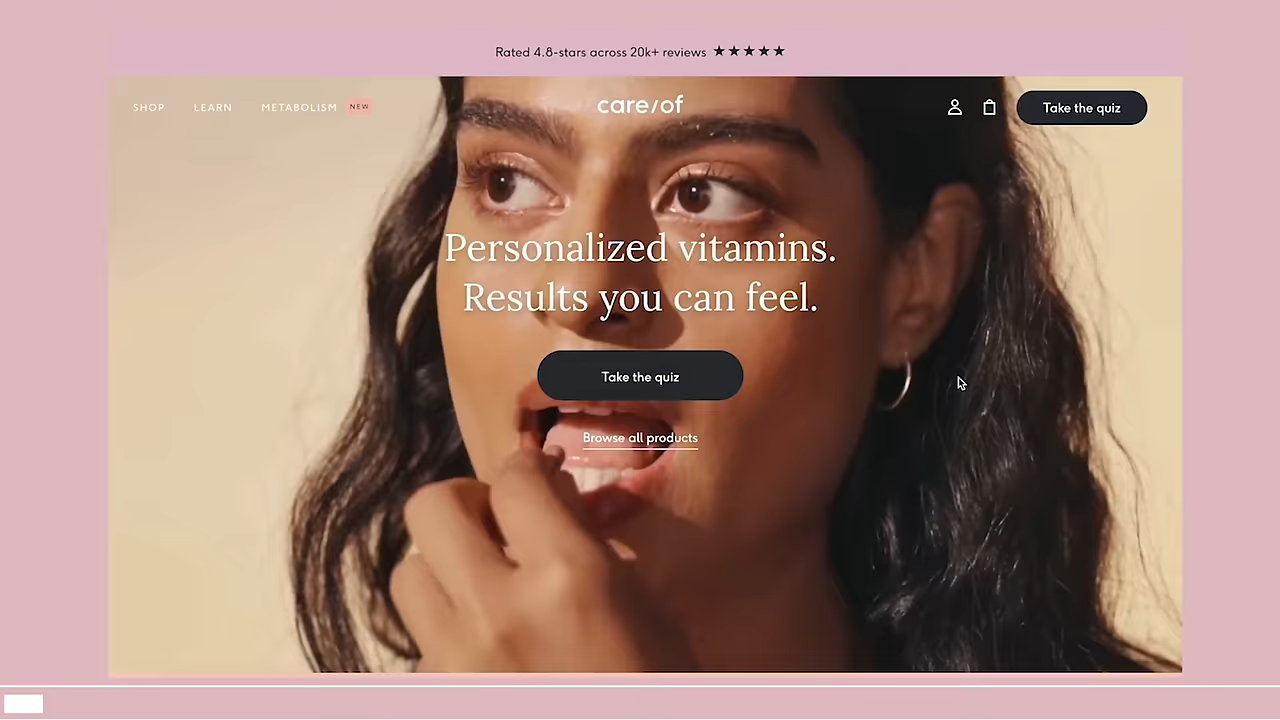 Rated 4.8-stars across 20k+ reviews ★★★★★
SHOP LEARN METABOLISM NEW
care/of
Take the quiz
Personalized vitamins.
Results you can feel.
Take the quiz
Browse all products